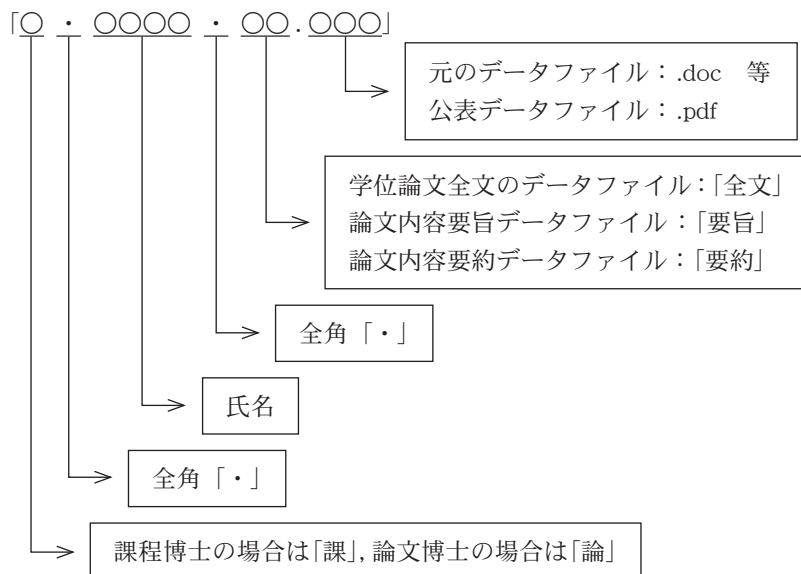 「○・○○○○・○○.○○○」
元のデータファイル：.doc　等
公表データファイル：.pdf
学位論文全文のデータファイル：「全文」
論文内容要旨データファイル：「要旨」
論文内容要約データファイル：「要約」
全角「・」
氏名
全角「・」
課程博士の場合は「課」, 論文博士の場合は「論」